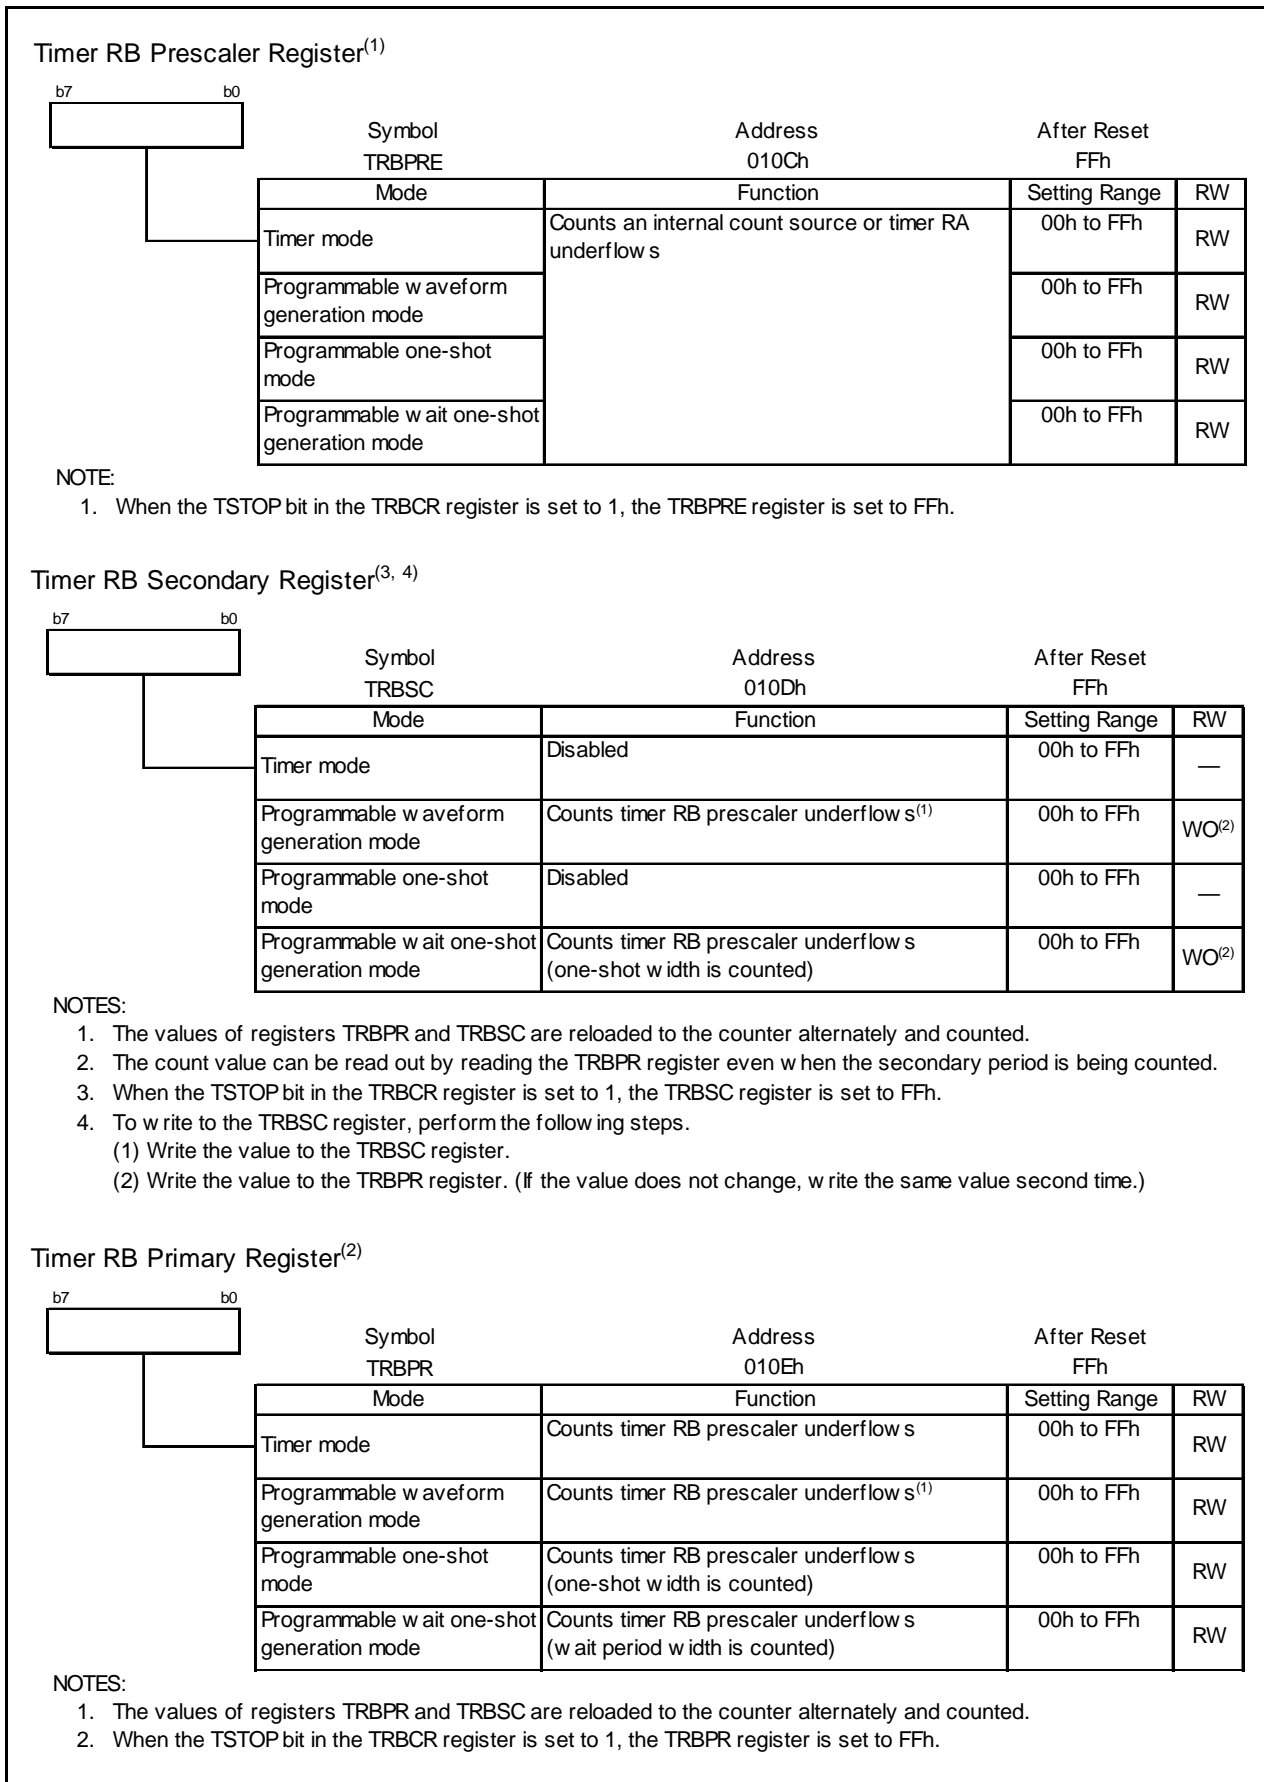 Timer RB Prescaler Register(1)
b7 b0
Symbol Address After Reset
TRBPRE 010Ch FFh
Mode Function Setting Range RW
Timer mode Counts an internal count source or timer RA underflows 00h to FFh RW
Programmable waveform generation mode 00h to FFh RW
Programmable one-shot mode 00h to FFh RW
Programmable wait one-shot generation mode 00h to FFh RW
NOTE:
1. When the TSTOP bit in the TRBCR register is set to 1, the TRBPRE register is set to FFh.
Timer RB Secondary Register(3, 4)
b7 b0
Symbol Address After Reset
TRBSC 010Dh FFh
Mode Function Setting Range RW
Timer mode Disabled 00h to FFh —
Programmable waveform generation mode Counts timer RB prescaler underflows(1) 00h to FFh WO(2)
Programmable one-shot mode Disabled 00h to FFh —
Programmable wait one-shot generation mode Counts timer RB prescaler underflows (one-shot width is counted) 00h to FFh WO(2)
NOTES:
1. The values of registers TRBPR and TRBSC are reloaded to the counter alternately and counted.
2. The count value can be read out by reading the TRBPR register even when the secondary period is being counted.
3. When the TSTOP bit in the TRBCR register is set to 1, the TRBSC register is set to FFh.
4. To write to the TRBSC register, perform the following steps.
(1) Write the value to the TRBSC register.
(2) Write the value to the TRBPR register. (If the value does not change, write the same value second time.)
Timer RB Primary Register(2)
b7 b0
Symbol Address After Reset
TRBPR 010Eh FFh
Mode Function Setting Range RW
Timer mode Counts timer RB prescaler underflows 00h to FFh RW
Programmable waveform generation mode Counts timer RB prescaler underflows(1) 00h to FFh RW
Programmable one-shot mode Counts timer RB prescaler underflows (one-shot width is counted) 00h to FFh RW
Programmable wait one-shot generation mode Counts timer RB prescaler underflows (wait period width is counted) 00h to FFh RW
NOTES:
1. The values of registers TRBPR and TRBSC are reloaded to the counter alternately and counted.
2. When the TSTOP bit in the TRBCR register is set to 1, the TRBPR register is set to FFh.